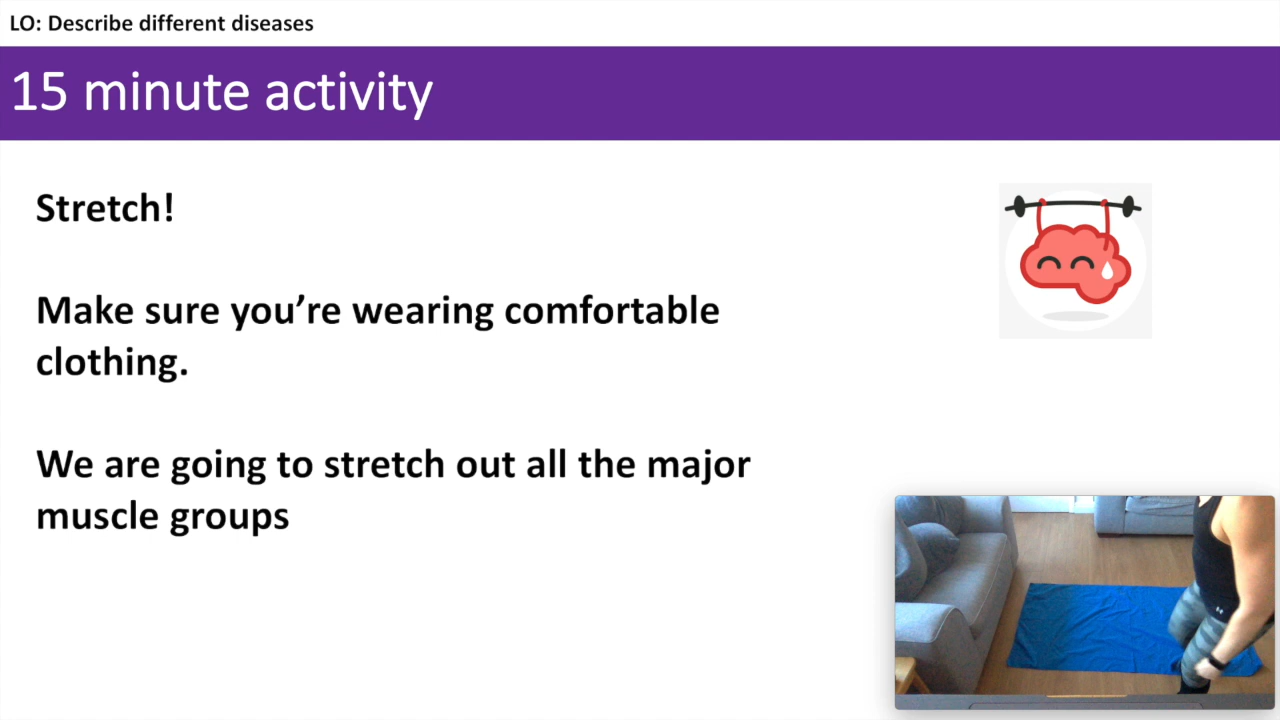 LO: Describe different diseases
15 minute activity
Stretch!
Make sure you’re wearing comfortable
clothing.
We are going to stretch out all the major
muscle groups